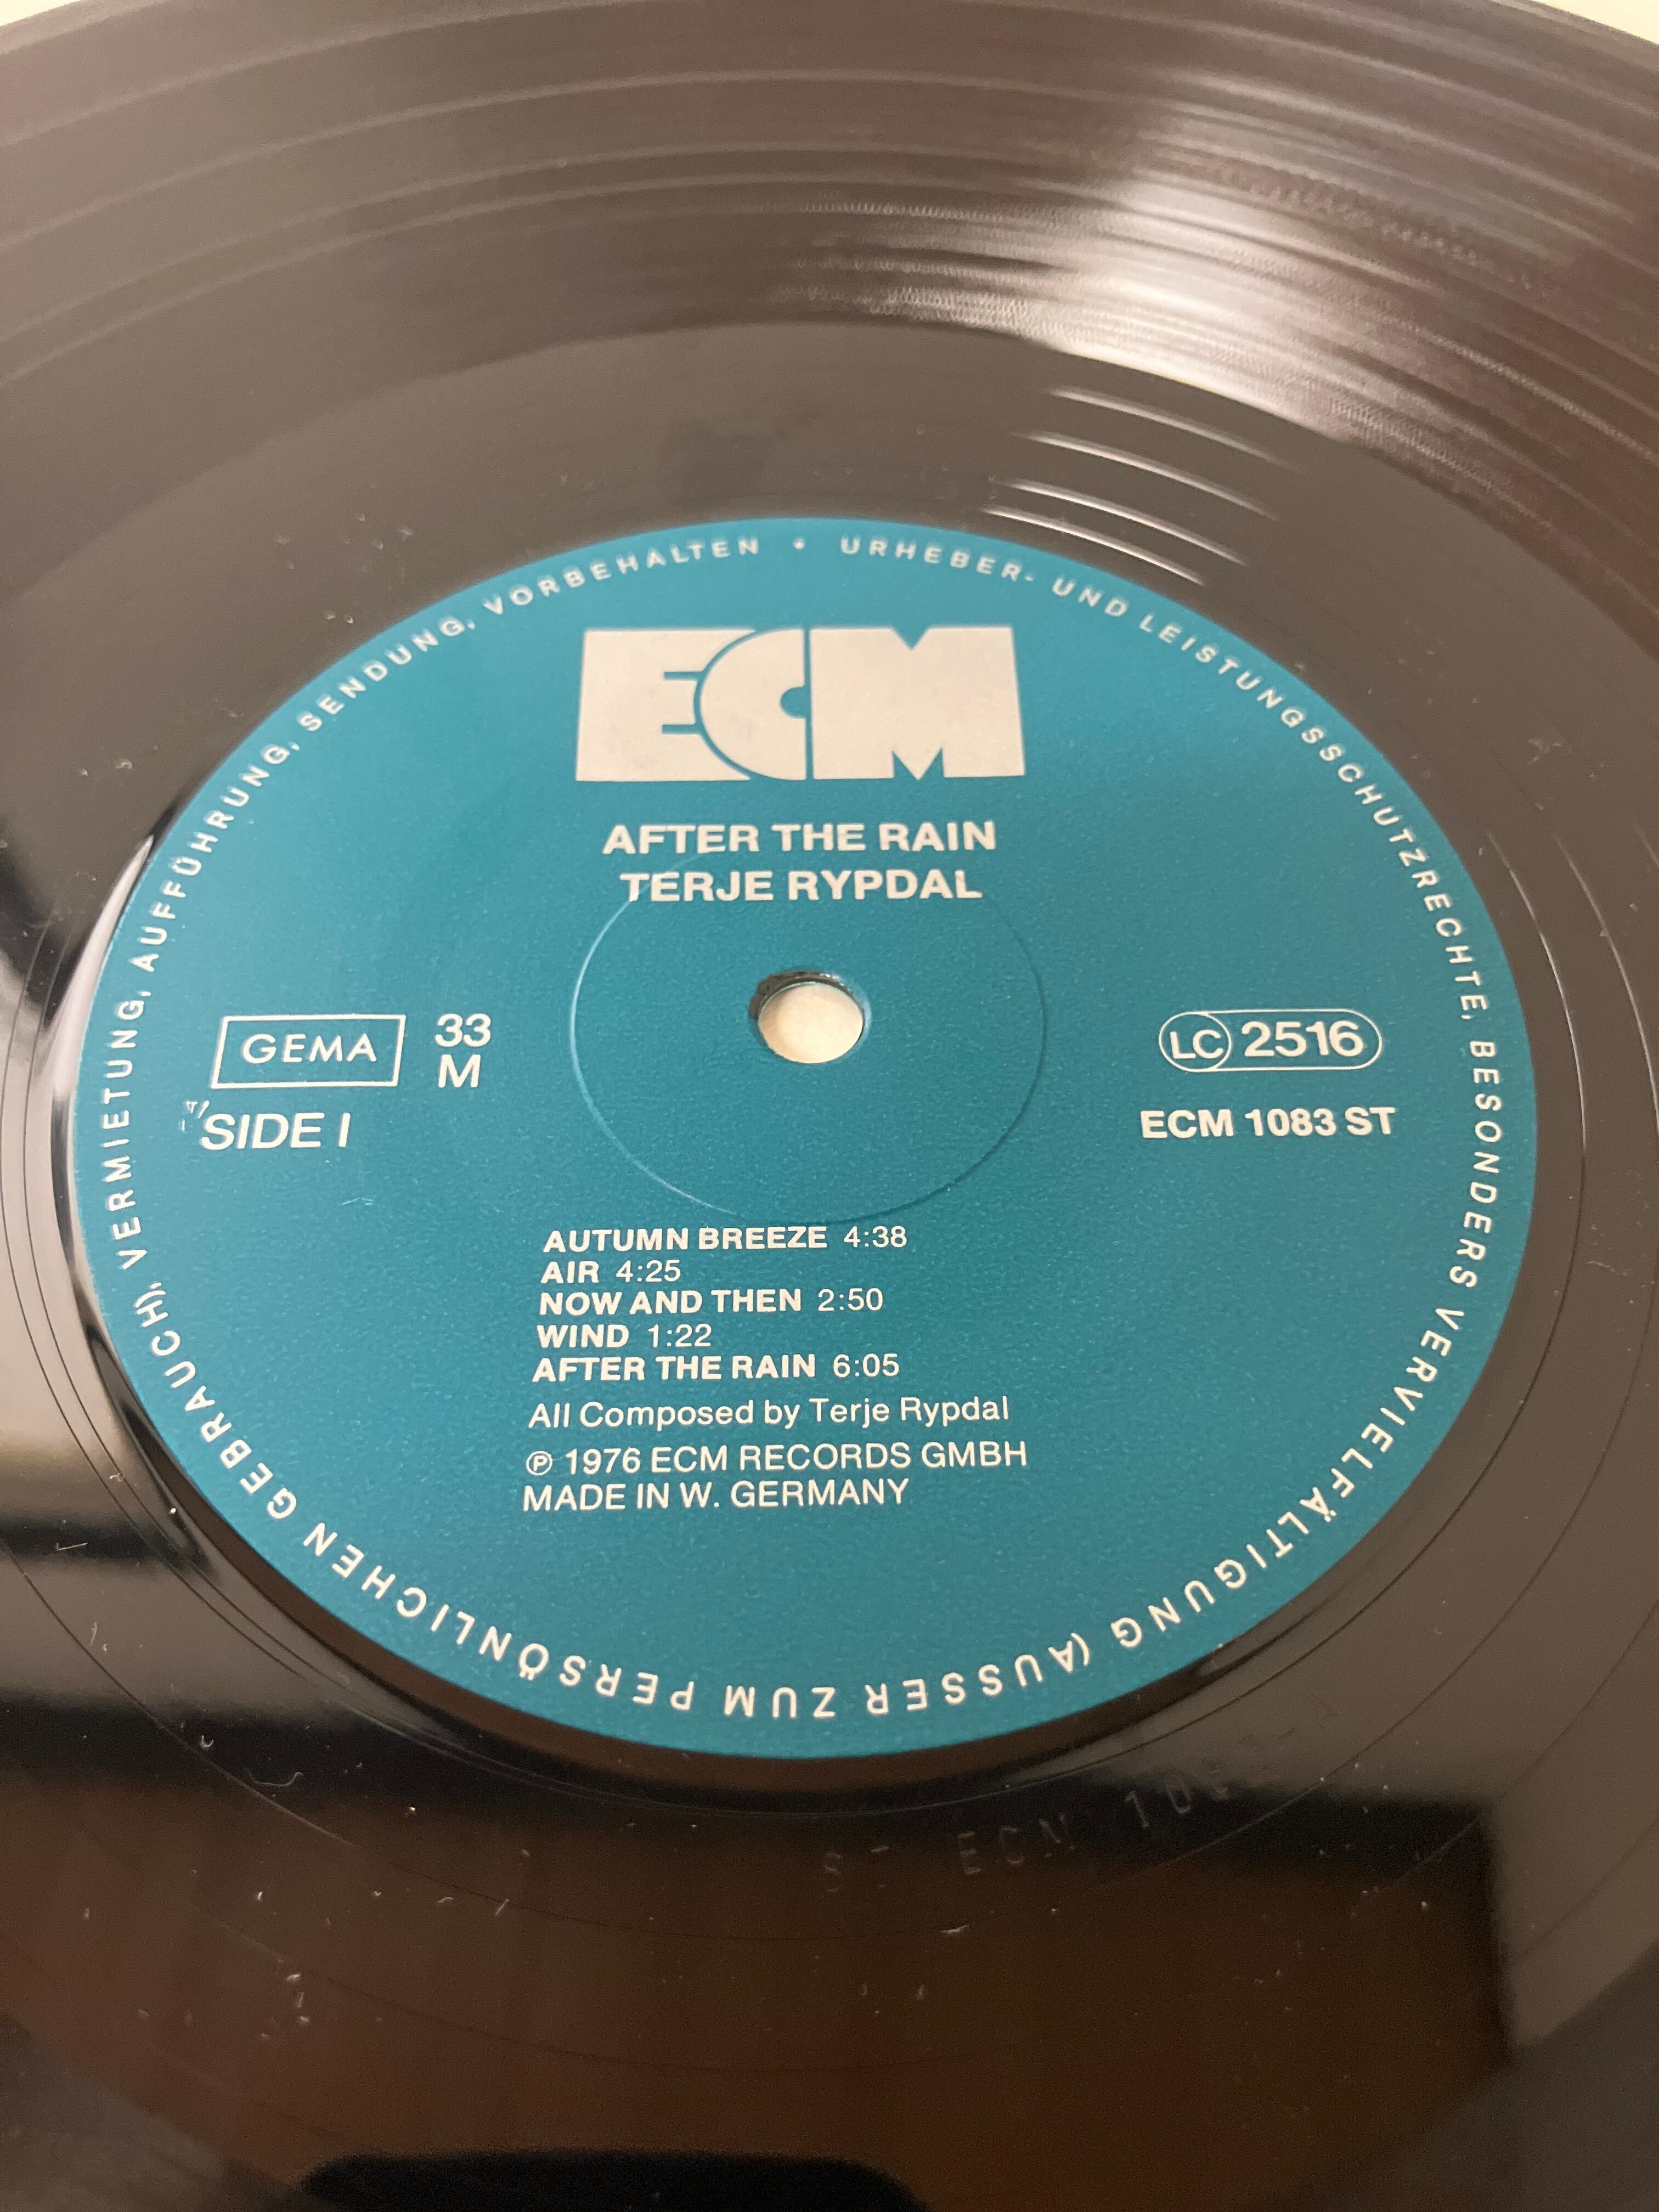 URHEBER- UND LEISTUNGSSCHUTZRECHTE, BESONDERS VERVIELFÄLTIGUNG (AUSSER ZUM PERSÖNLICHEN GEBRAUCH), VERMIETUNG, AUFFÜHRUNG, SENDUNG, VORBEHALTEN •
ECM
AFTER THE RAIN
TERJE RYPDAL
GEMA
33
M
SIDE I
LC 2516
ECM 1083 ST
AUTUMN BREEZE 4:38
AIR 4:25
NOW AND THEN 2:50
WIND 1:22
AFTER THE RAIN 6:05
All Composed by Terje Rypdal
℗ 1976 ECM RECORDS GMBH
MADE IN W. GERMANY
ST ECM